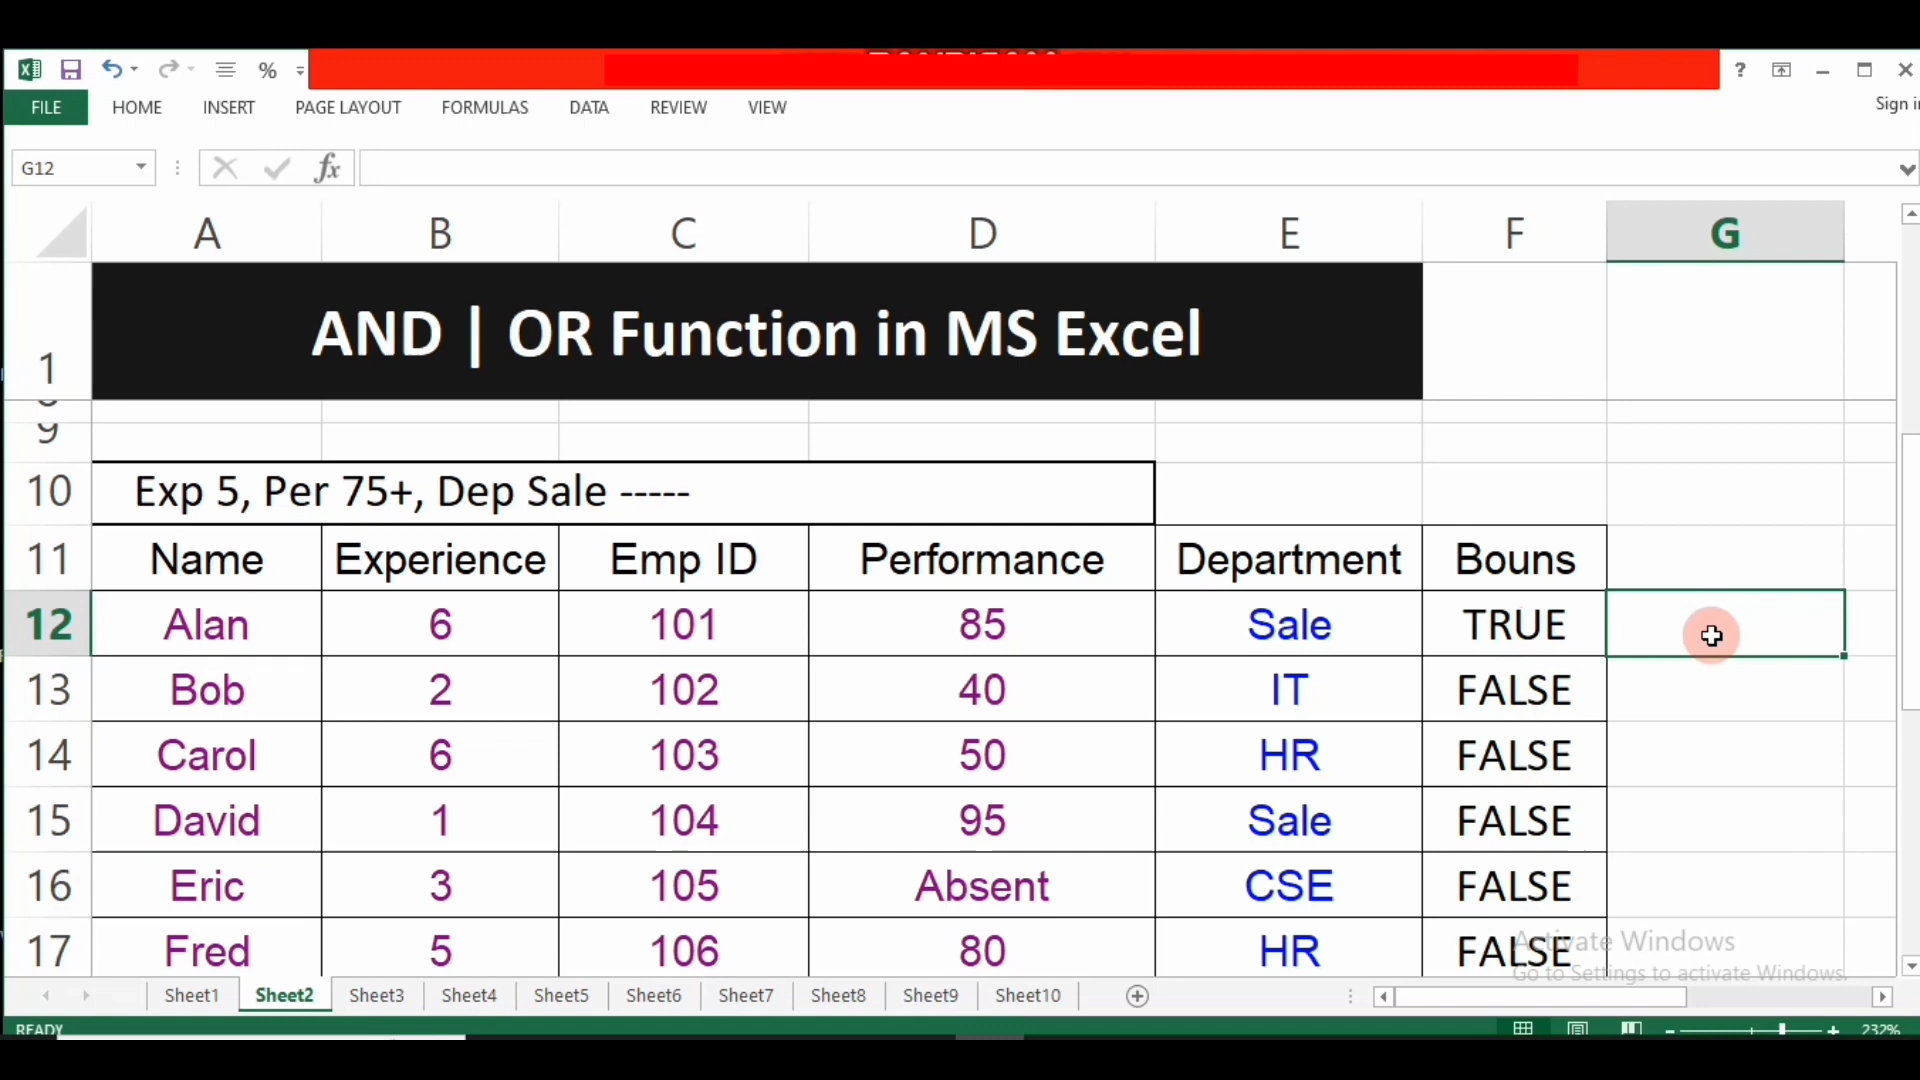 %
?
FILE HOME INSERT PAGE LAYOUT FORMULAS DATA REVIEW VIEW
Sign in
G12
fx
A B C D E F G
1 AND | OR Function in MS Excel
9
10 Exp 5, Per 75+, Dep Sale -----
11 Name Experience Emp ID Performance Department Bouns
12 Alan 6 101 85 Sale TRUE
13 Bob 2 102 40 IT FALSE
14 Carol 6 103 50 HR FALSE
15 David 1 104 95 Sale FALSE
16 Eric 3 105 Absent CSE FALSE
17 Fred 5 106 80 HR FALSE
Activate Windows
Go to Settings to activate Windows.
Sheet1 Sheet2 Sheet3 Sheet4 Sheet5 Sheet6 Sheet7 Sheet8 Sheet9 Sheet10
READY
232%